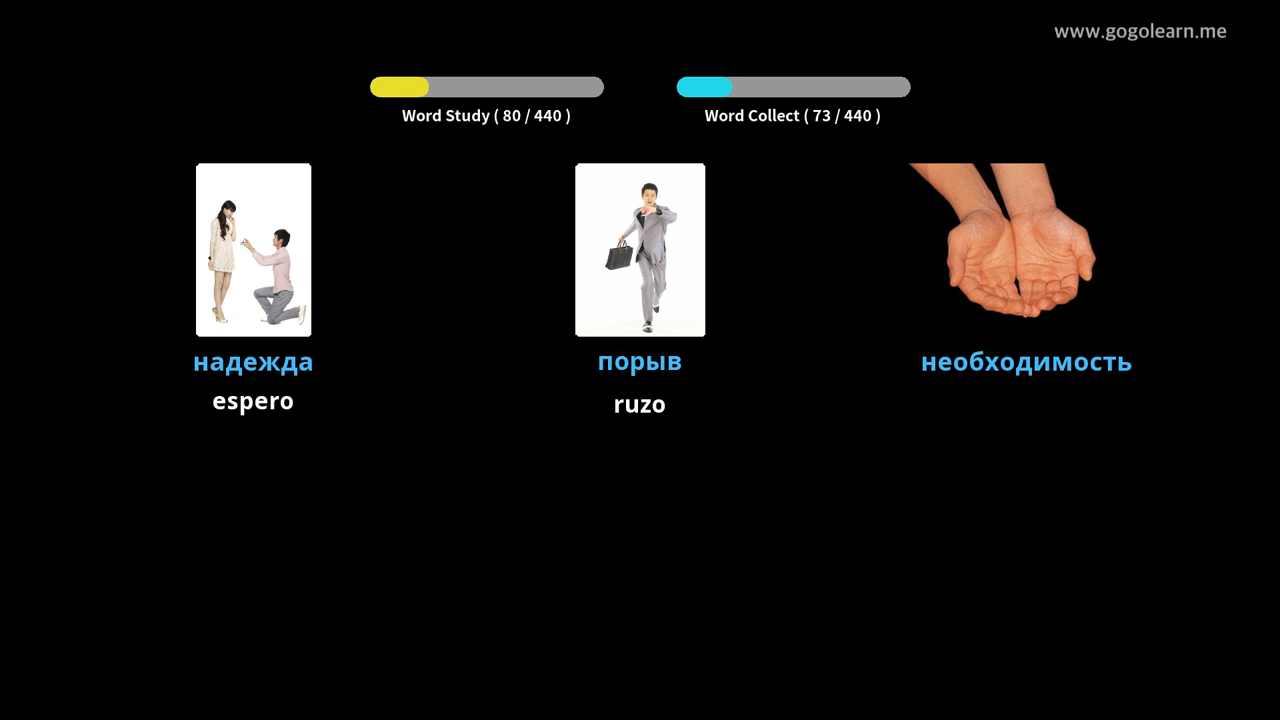 www.gogolearn.me
Word Study ( 80 / 440 )
Word Collect ( 73 / 440 )
надежда
порыв
необходимость
espero
ruzo